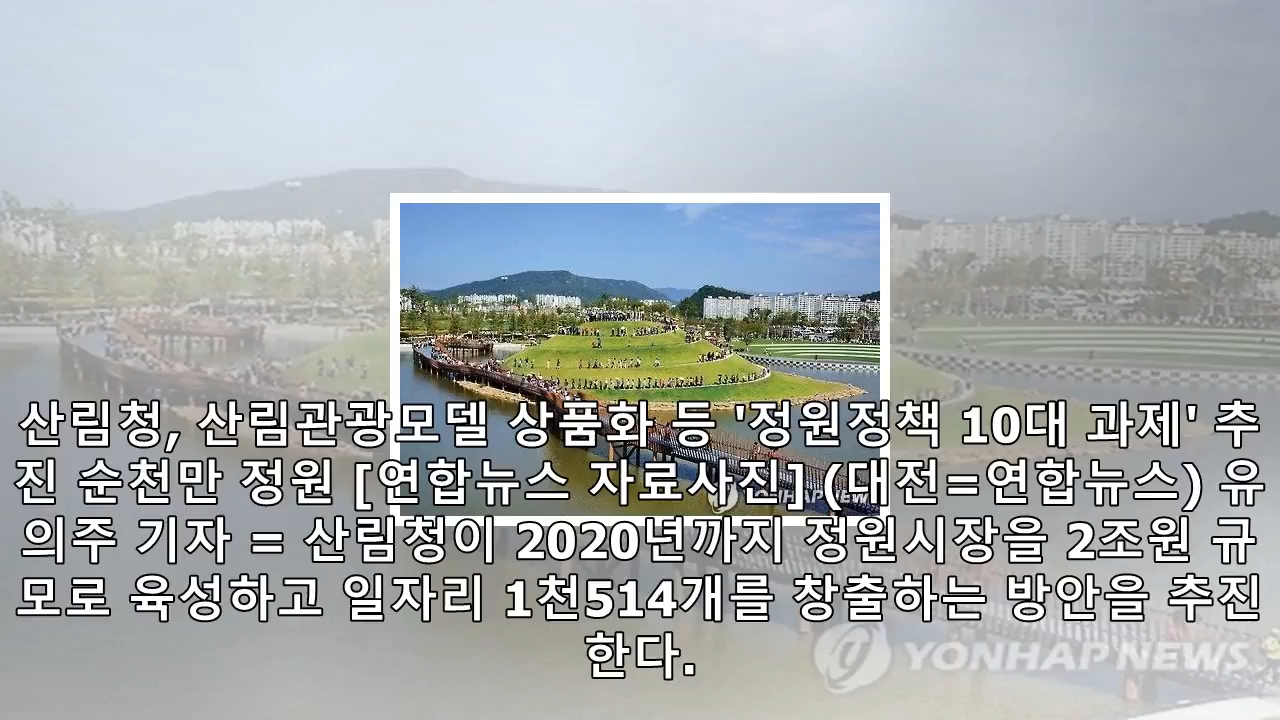 산림청, 산림관광모델 상품화 등 '정원정책 10대 과제' 추
진 순천만 정원 [연합뉴스 자료사진] (대전=연합뉴스) 유
의주 기자 = 산림청이 2020년까지 정원시장을 2조원 규
모로 육성하고 일자리 1천514개를 창출하는 방안을 추진
한다.
YONHAP NEWS